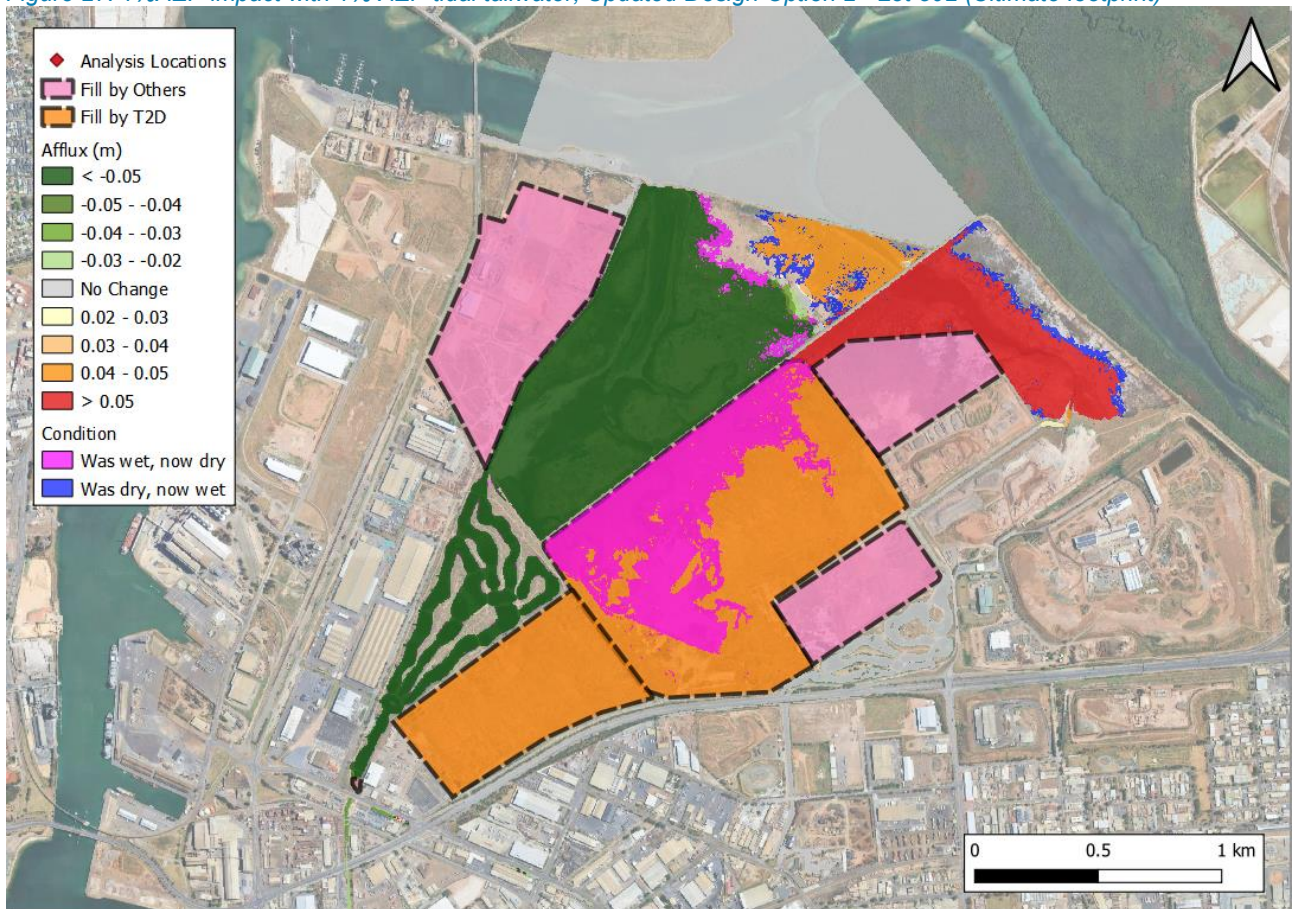 Analysis Locations
Fill by Others
Fill by T2D
Afflux (m)
< -0.05
-0.05 - -0.04
-0.04 - -0.03
-0.03 - -0.02
No Change
0.02 - 0.03
0.03 - 0.04
0.04 - 0.05
> 0.05
Condition
Was wet, now dry
Was dry, now wet
0 0.5 1 km